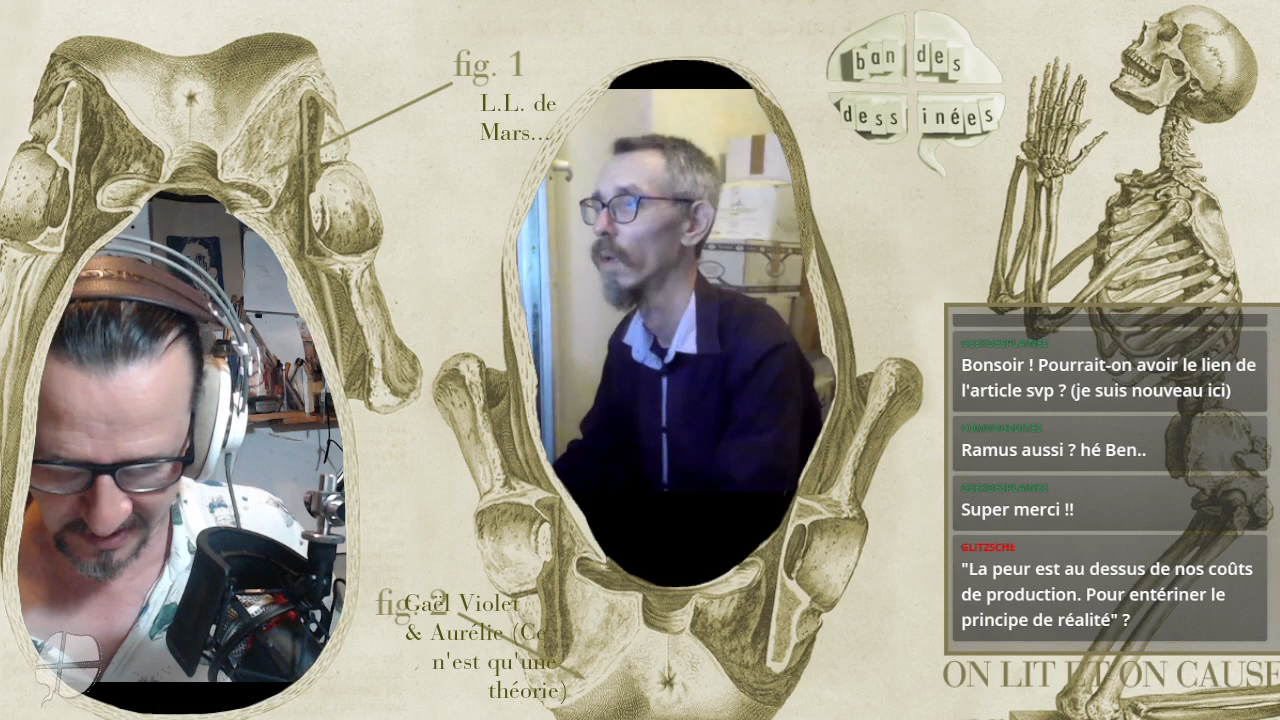 fig. 1
L.L. de
Mars...
ban des
dess inées
Bonsoir ! Pourrait-on avoir le lien de
l'article svp ? (je suis nouveau ici)
Ramus aussi ? hé Ben..
Super merci !!
GLITZSCHE
"La peur est au dessus de nos coûts
de production. Pour entériner le
principe de réalité" ?
fig. 2
Gaël Violet
& Aurélie (Ce
n'est qu'une
théorie)
ON LIT ET ON CAUSE